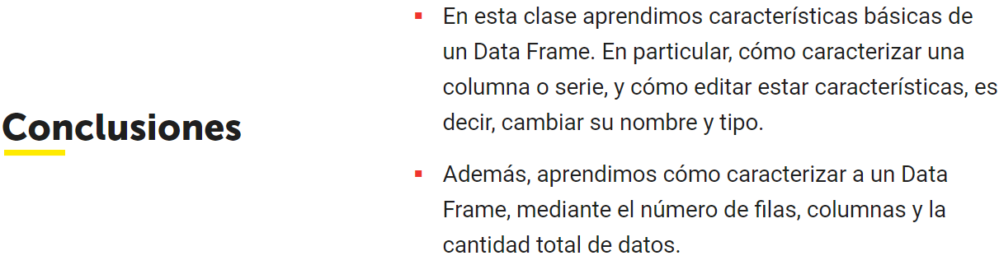 Conclusiones
En esta clase aprendimos características básicas de
un Data Frame. En particular, cómo caracterizar una
columna o serie, y cómo editar estar características, es
decir, cambiar su nombre y tipo.
Además, aprendimos cómo caracterizar a un Data
Frame, mediante el número de filas, columnas y la
cantidad total de datos.